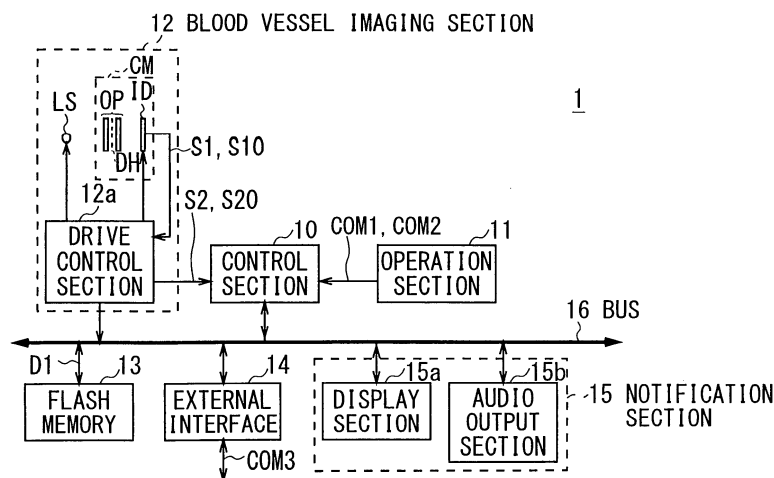 12 BLOOD VESSEL IMAGING SECTION
CM
OP
ID
LS
1
DH
S1, S10
12a
S2, S20
DRIVE
CONTROL
SECTION
10
CONTROL
SECTION
COM1, COM2
11
OPERATION
SECTION
16 BUS
D1
13
FLASH
MEMORY
14
EXTERNAL
INTERFACE
COM3
15a
DISPLAY
SECTION
15b
AUDIO
OUTPUT
SECTION
15 NOTIFICATION
SECTION